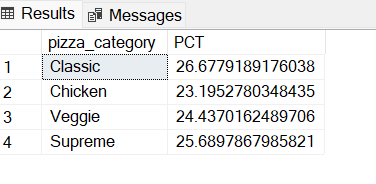 Results Messages
pizza_category PCT
1 Classic 26.6779189176038
2 Chicken 23.1952780348435
3 Veggie 24.4370162489706
4 Supreme 25.6897867985821